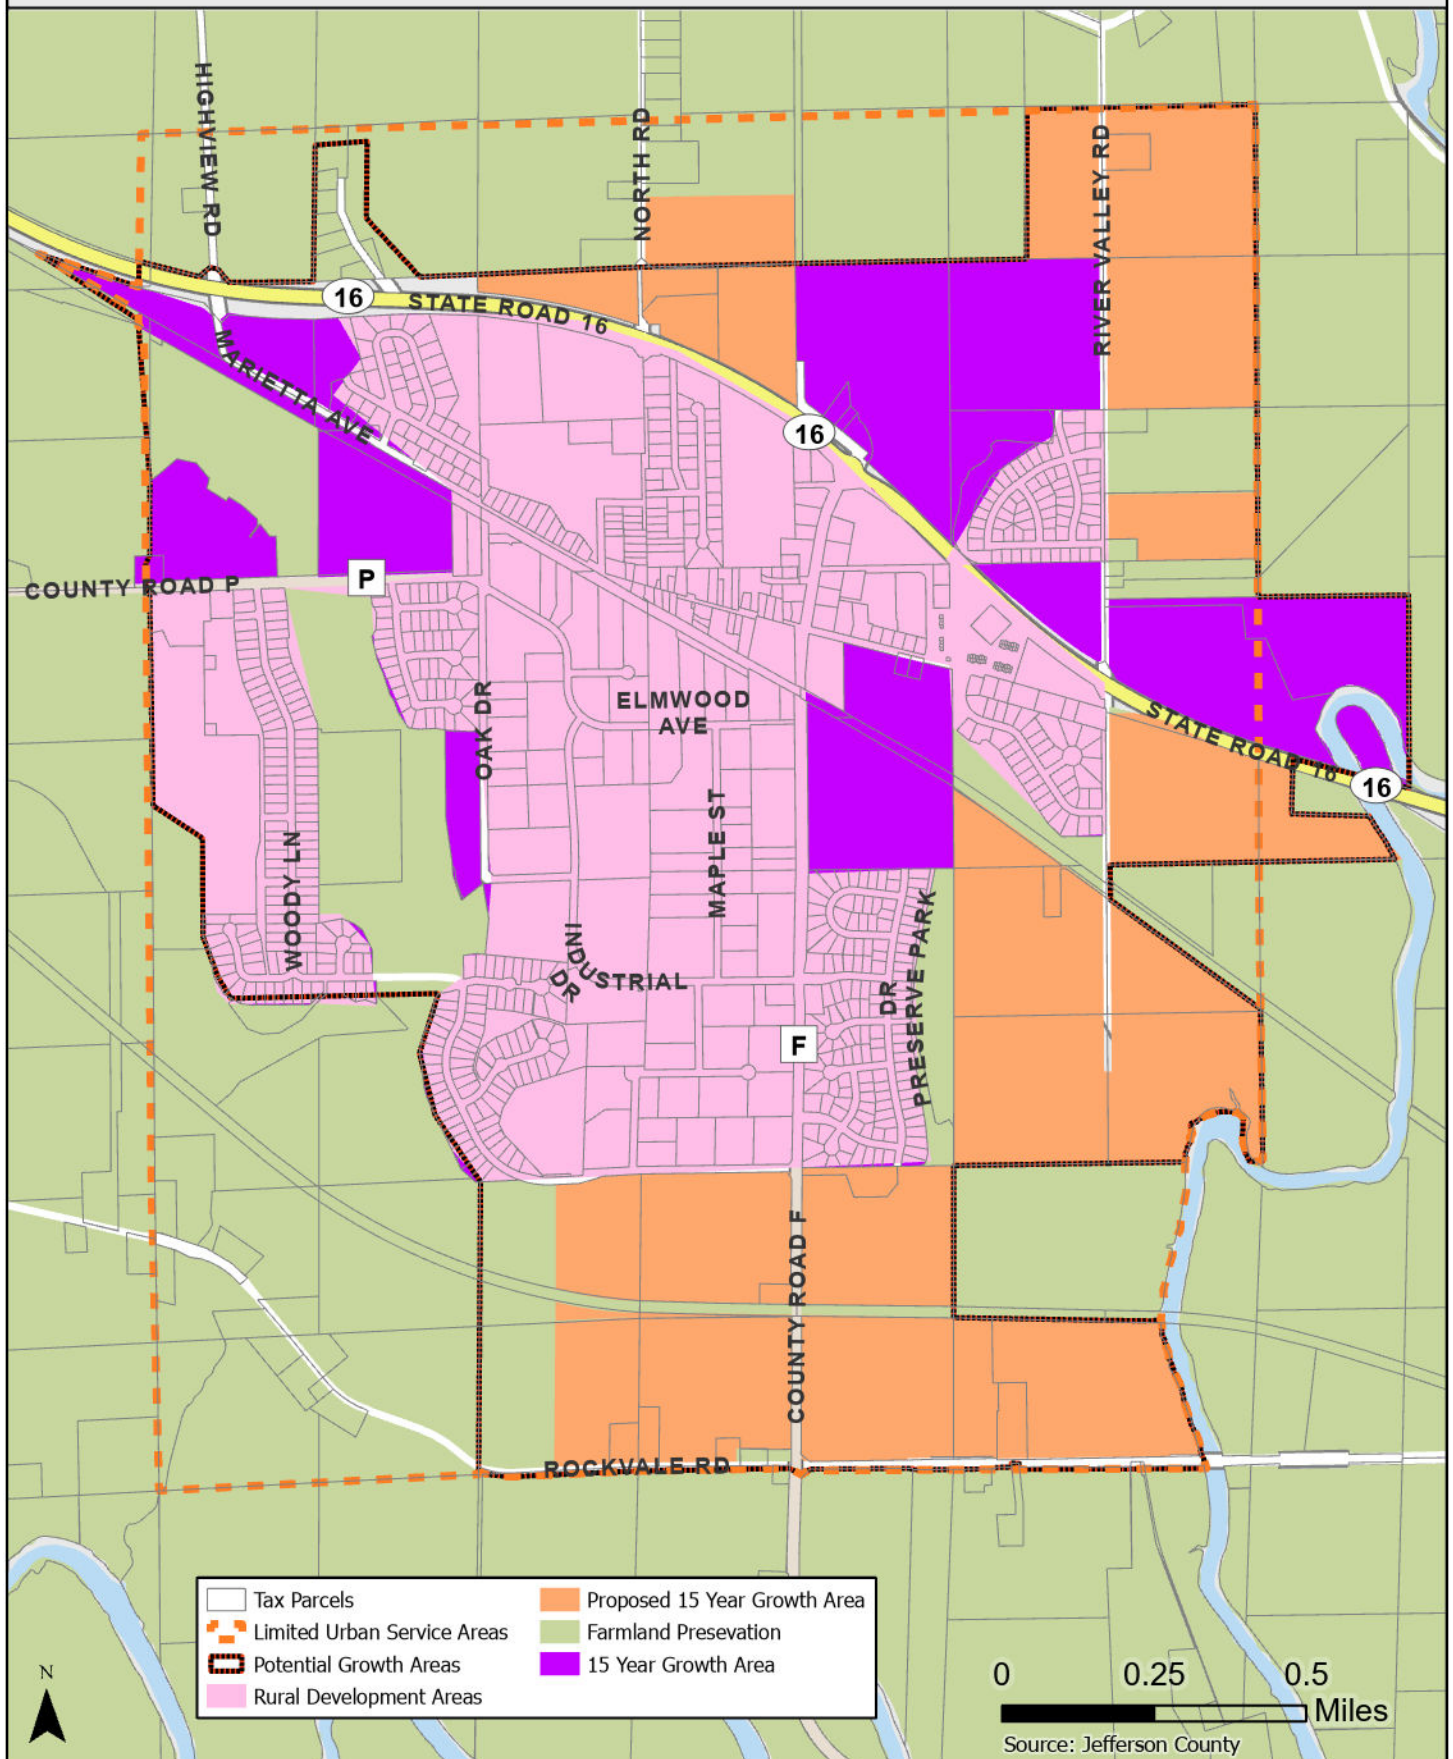 HIGHVIEW RD
NORTH RD
RIVER VALLEY RD
16
STATE ROAD 16
MARIETTA AVE
16
P
COUNTY ROAD P
OAK DR
ELMWOOD
AVE
STATE ROAD 16
16
MAPLE ST
WOODY LN
INDUSTRIAL
DR
PRESERVE PARK
DR
F
COUNTY ROAD F
ROCKVALE RD
Tax Parcels
Limited Urban Service Areas
Potential Growth Areas
Rural Development Areas
Proposed 15 Year Growth Area
Farmland Presevation
15 Year Growth Area
N
0 0.25 0.5
Miles
Source: Jefferson County